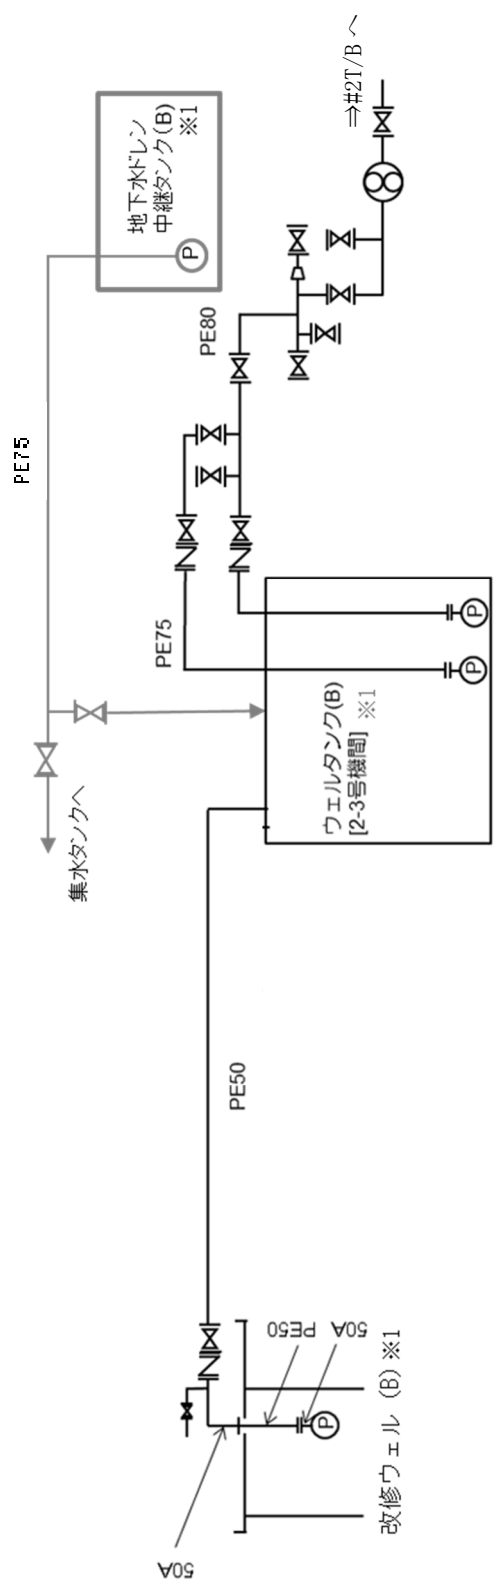 改修ウェル (B) ※1
50A
PE50
50A
P
PE50
ウェルタンク(B)
[2-3号機間]
※1
P
P
PE75
PE80
集水タンクへ
PE75
地下水ドレン
中継タンク(B)
※1
P
⇒#2T/B へ